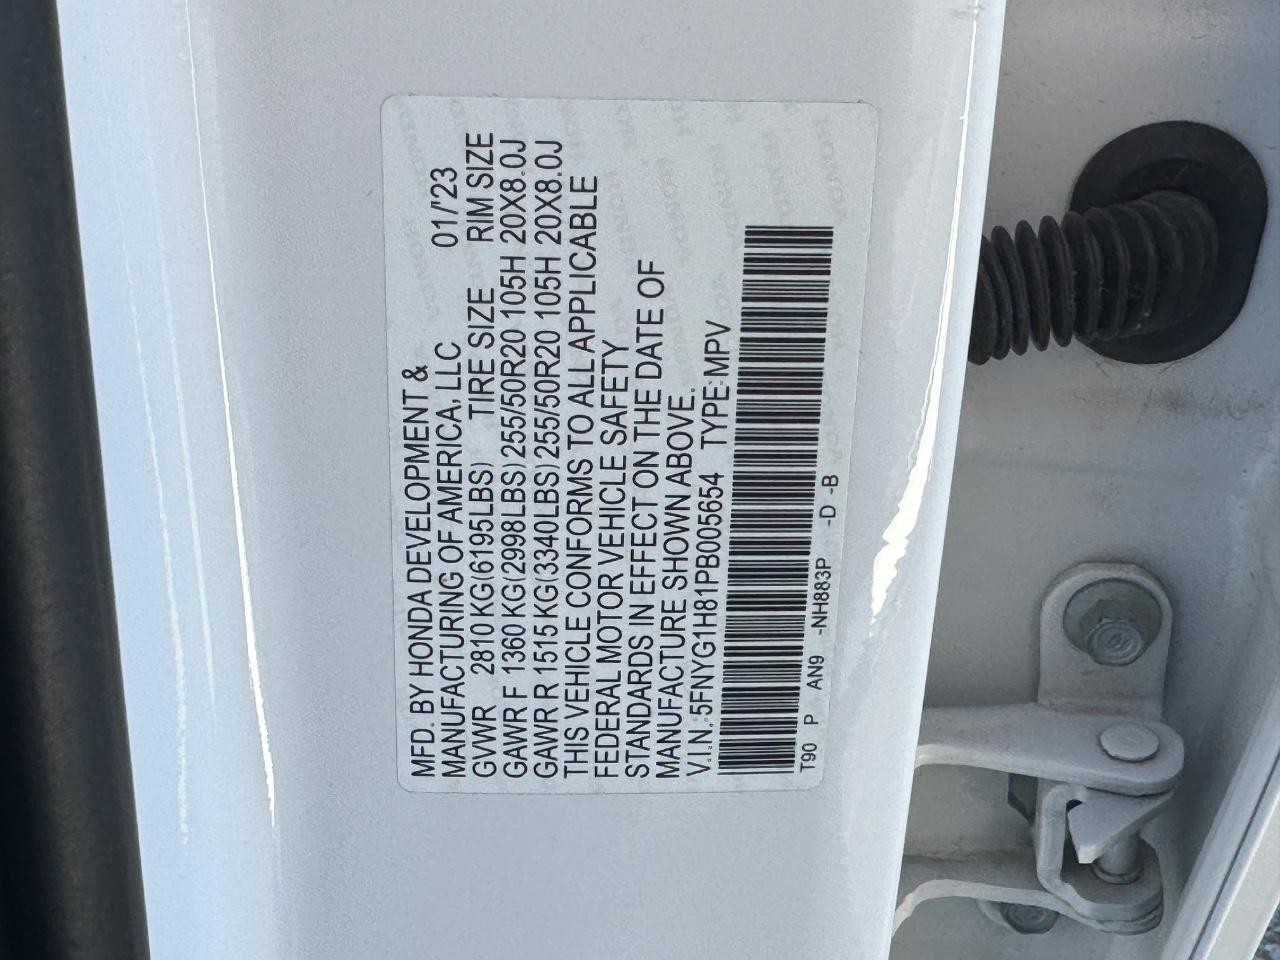 MFD. BY HONDA DEVELOPMENT &
MANUFACTURING OF AMERICA, LLC 01/'23
GVWR 2810 KG(6195LBS) TIRE SIZE RIM SIZE
GAWR F 1360 KG(2998LBS)255/50R20 105H 20X8.0J
GAWR R 1515 KG(3340LBS)255/50R20 105H 20X8.0J
THIS VEHICLE CONFORMS TO ALL APPLICABLE
FEDERAL MOTOR VEHICLE SAFETY
STANDARDS IN EFFECT ON THE DATE OF
MANUFACTURE SHOWN ABOVE.
V.I.N.:5FNYG1H81PB005654 TYPE:MPV
T90 P AN9 -NH883P -D -B